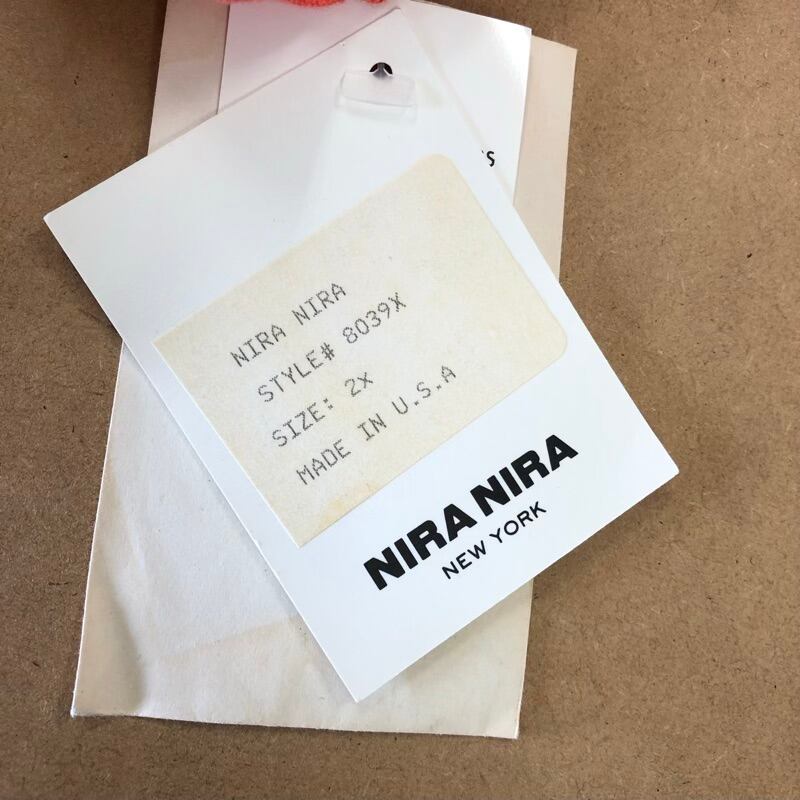 NIRA NIRA
STYLE# 8039X
SIZE: 2X
MADE IN U.S.A
NIRA NIRA
NEW YORK